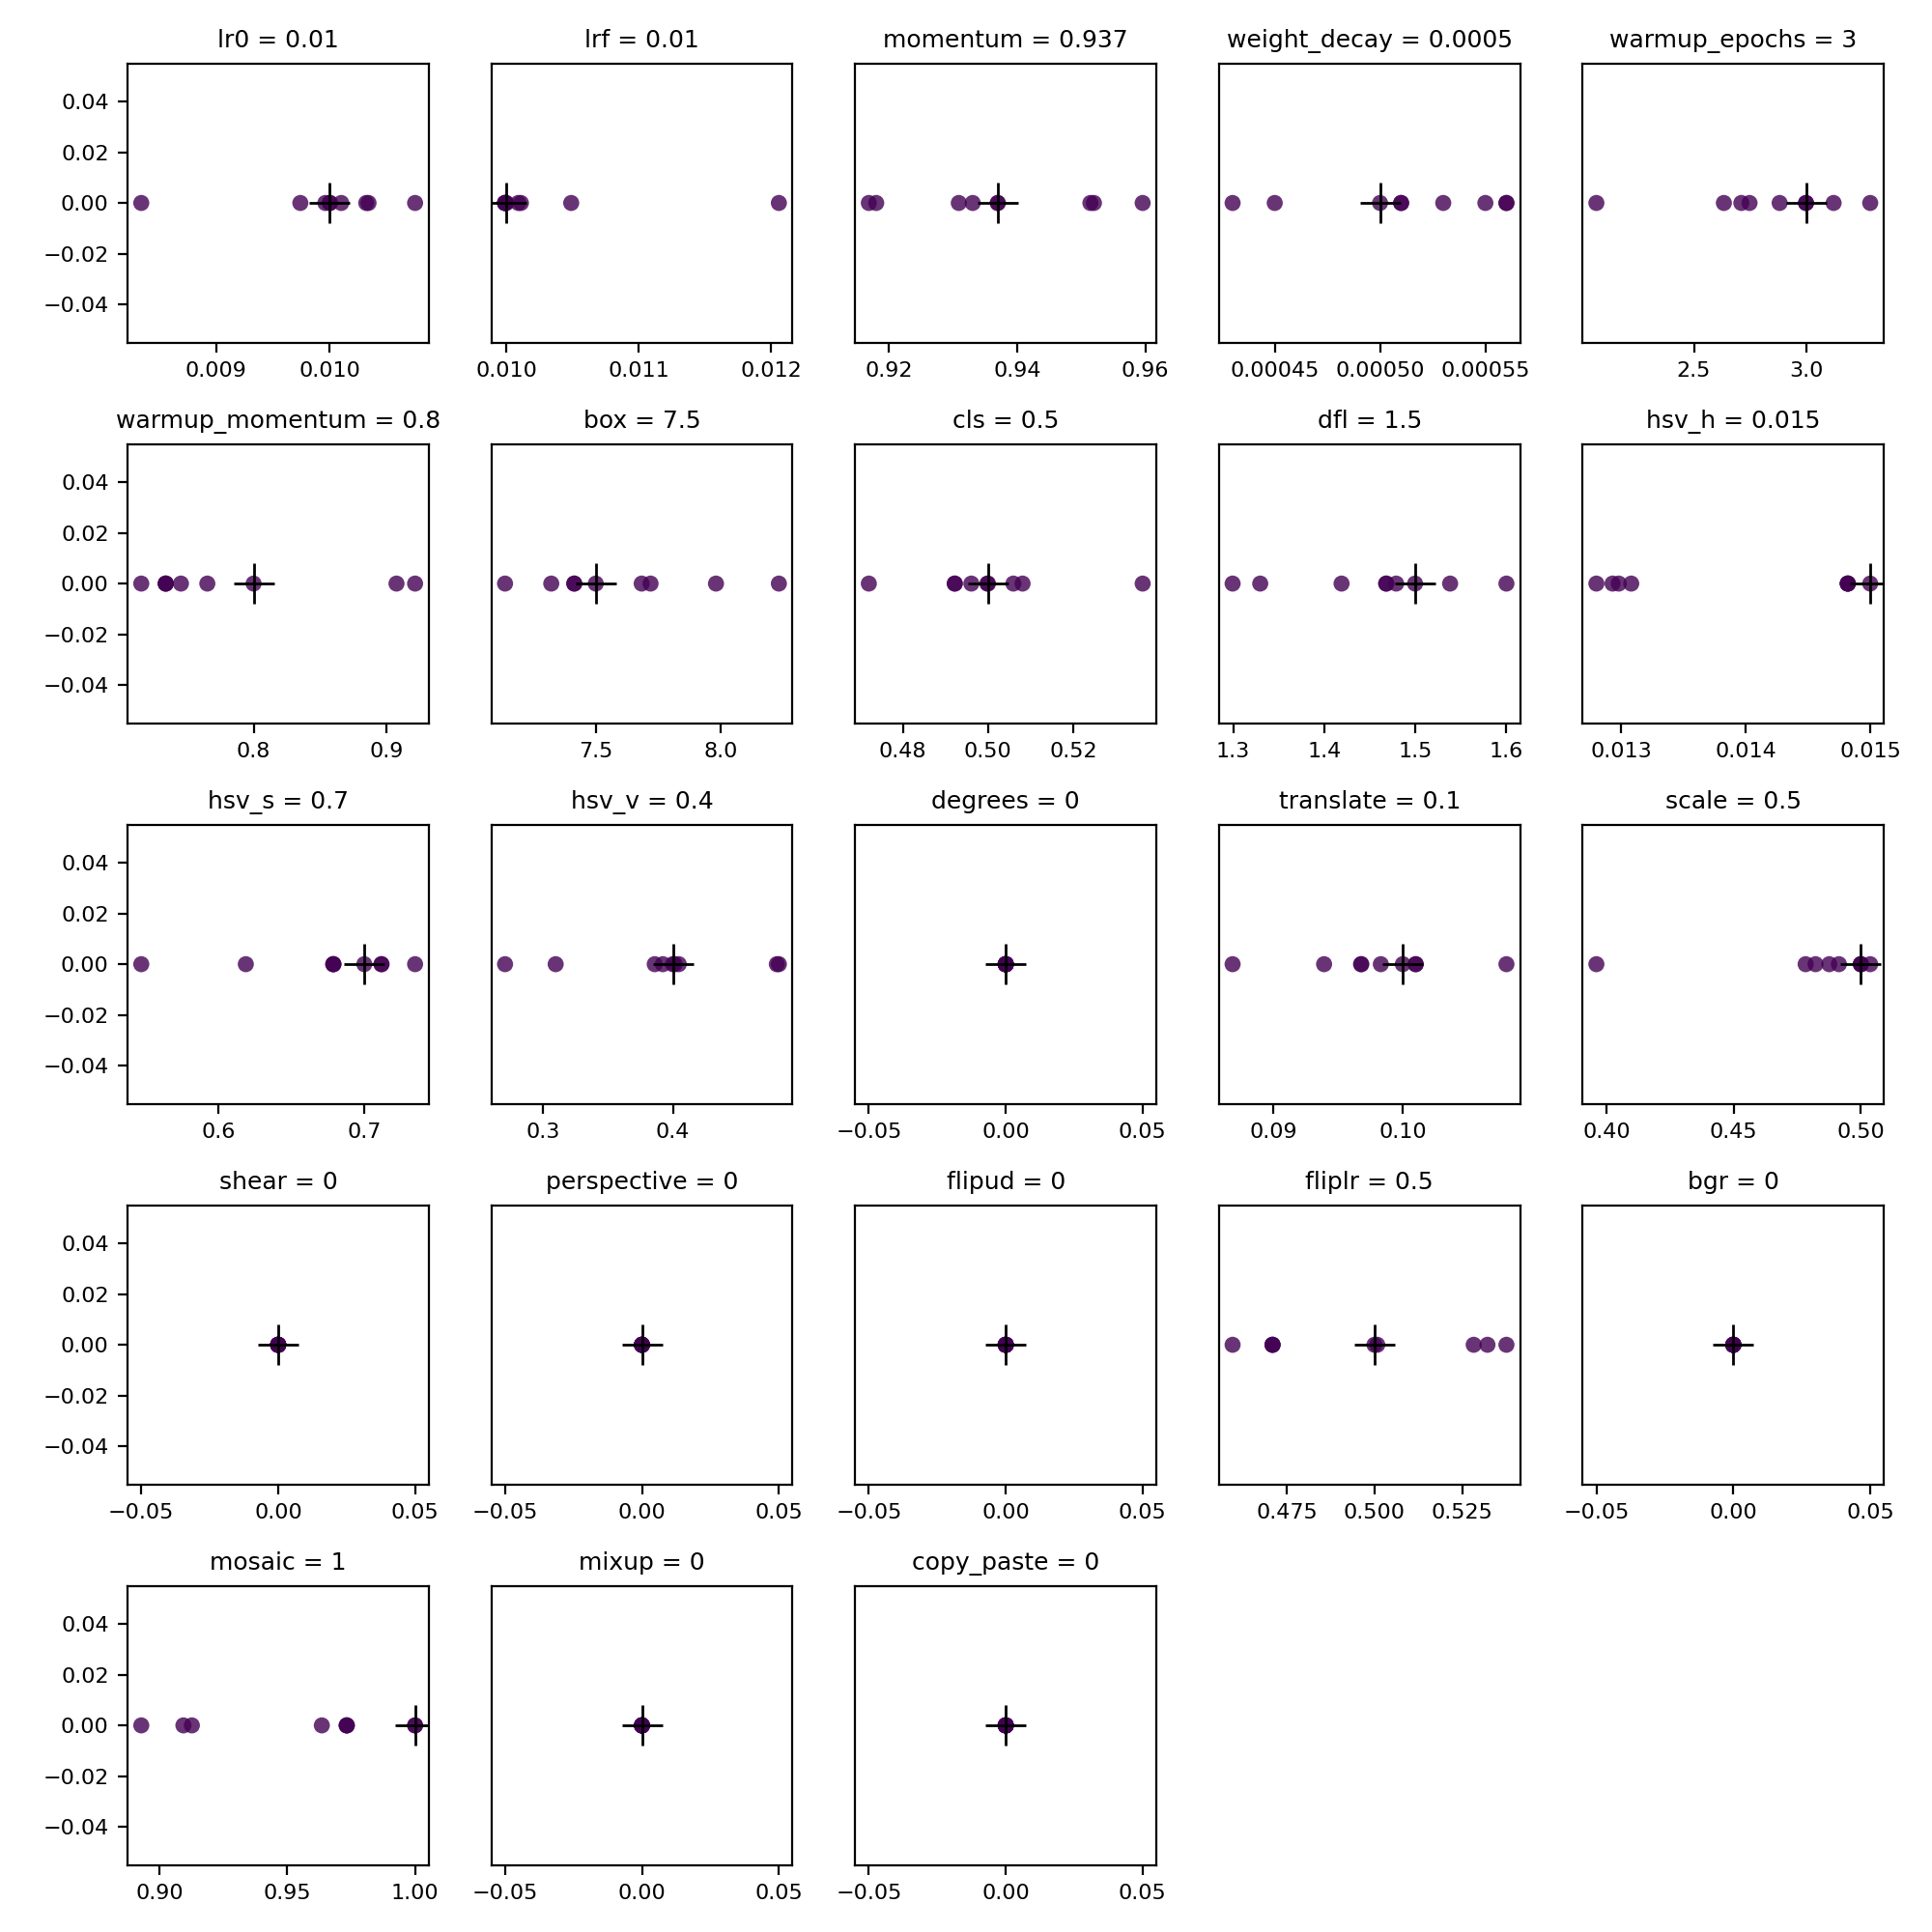 lr0 = 0.01 lrf = 0.01 momentum = 0.937 weight_decay = 0.0005 warmup_epochs = 3
0.04
0.02
0.00
−0.02
−0.04
0.009 0.010 0.010 0.011 0.012 0.92 0.94 0.96 0.00045 0.00050 0.00055 2.5 3.0
warmup_momentum = 0.8 box = 7.5 cls = 0.5 dfl = 1.5 hsv_h = 0.015
0.04
0.02
0.00
−0.02
−0.04
0.8 0.9 7.5 8.0 0.48 0.50 0.52 1.3 1.4 1.5 1.6 0.013 0.014 0.015
hsv_s = 0.7 hsv_v = 0.4 degrees = 0 translate = 0.1 scale = 0.5
0.04
0.02
0.00
−0.02
−0.04
0.6 0.7 0.3 0.4 −0.05 0.00 0.05 0.09 0.10 0.40 0.45 0.50
shear = 0 perspective = 0 flipud = 0 fliplr = 0.5 bgr = 0
0.04
0.02
0.00
−0.02
−0.04
−0.05 0.00 0.05 −0.05 0.00 0.05 −0.05 0.00 0.05 0.475 0.500 0.525 −0.05 0.00 0.05
mosaic = 1 mixup = 0 copy_paste = 0
0.04
0.02
0.00
−0.02
−0.04
0.90 0.95 1.00 −0.05 0.00 0.05 −0.05 0.00 0.05